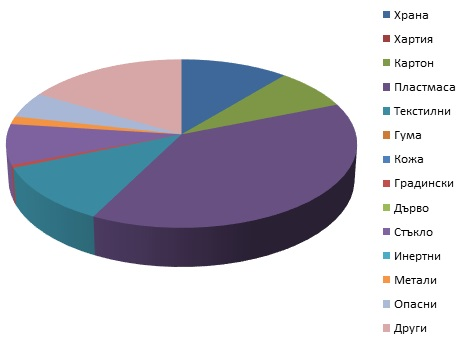 Храна
Хартия
Картон
Пластмаса
Текстилни
Гума
Кожа
Градински
Дърво
Стъкло
Инертни
Метали
Опасни
Други